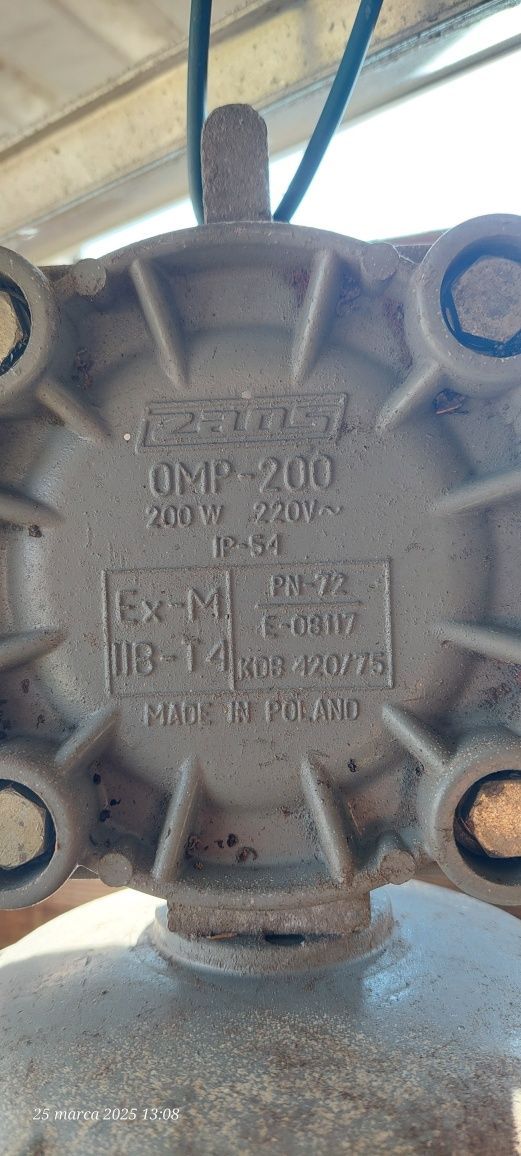 zaos
OMP-200
200 W 220V~
IP-54
Ex-M
IIB-T4
PN-72
E-08117
KDB 420/75
MADE IN POLAND
25 marca 2025 13:08